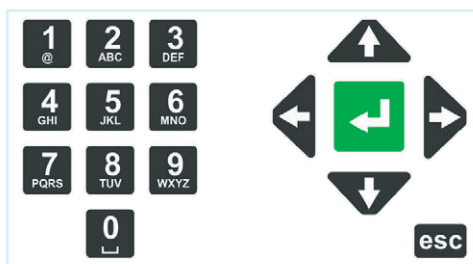 1 2 3
@ ABC DEF
4 5 6
GHI JKL MNO
7 8 9
PQRS TUV WXYZ
0
esc